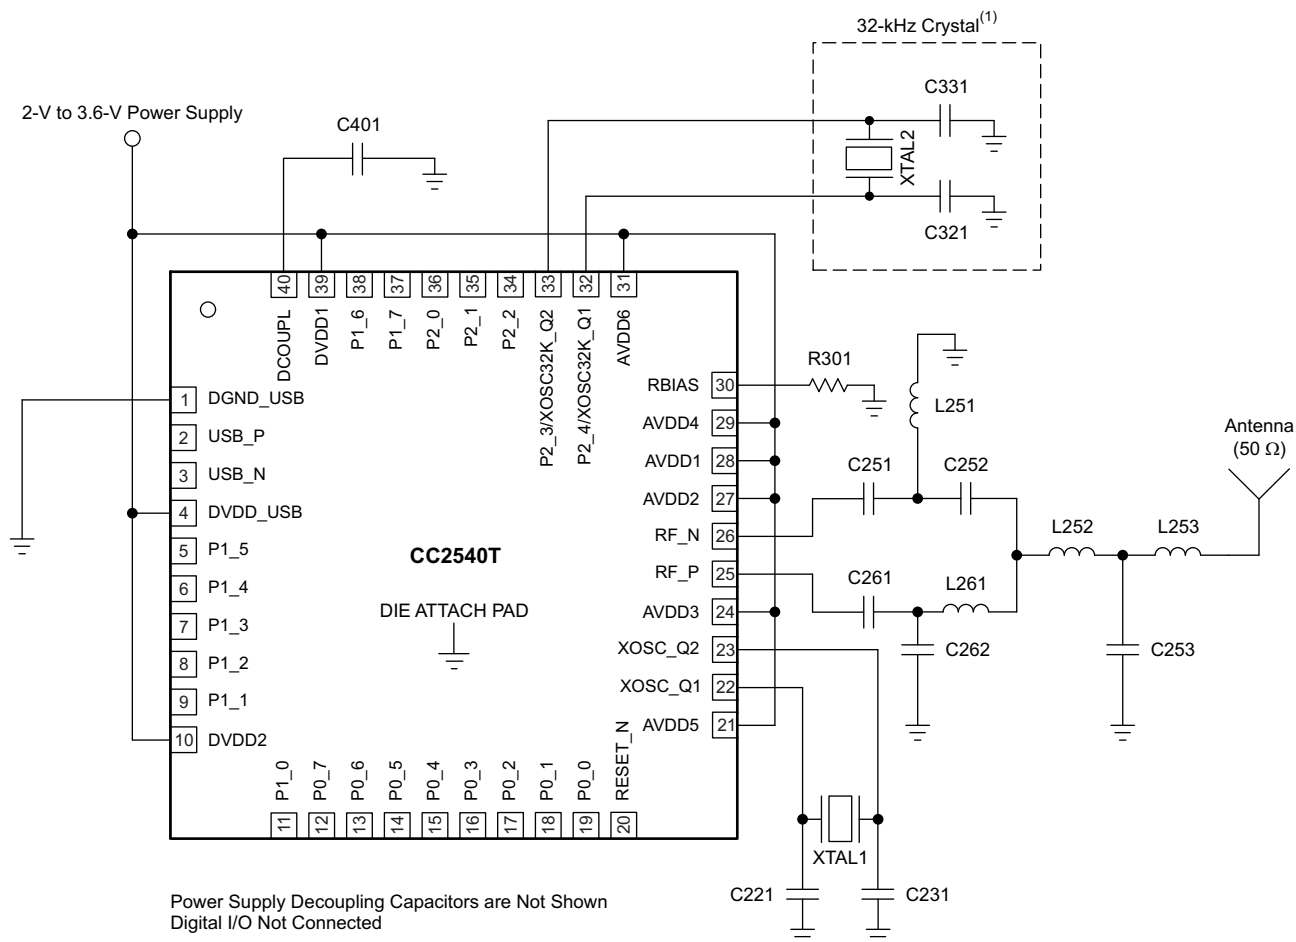 32-kHz Crystal(1)
C331
2-V to 3.6-V Power Supply
C401
XTAL2
C321
40 39 38 37 36 35 34 33 32 31
DCOUPL
DVDD1
P1_6
P1_7
P2_0
P2_1
P2_2
P2_3/XOSC32K_Q2
P2_4/XOSC32K_Q1
AVDD6
1 DGND_USB
2 USB_P
3 USB_N
4 DVDD_USB
5 P1_5
6 P1_4
7 P1_3
8 P1_2
9 P1_1
10 DVDD2
CC2540T
DIE ATTACH PAD
RBIAS 30
AVDD4 29
AVDD1 28
AVDD2 27
RF_N 26
RF_P 25
AVDD3 24
XOSC_Q2 23
XOSC_Q1 22
AVDD5 21
R301
L251
Antenna
(50 Ω)
C251
C252
L252
L253
C261
L261
C262
C253
P1_0
P0_7
P0_6
P0_5
P0_4
P0_3
P0_2
P0_1
P0_0
RESET_N
11 12 13 14 15 16 17 18 19 20
XTAL1
C221
C231
Power Supply Decoupling Capacitors are Not Shown
Digital I/O Not Connected